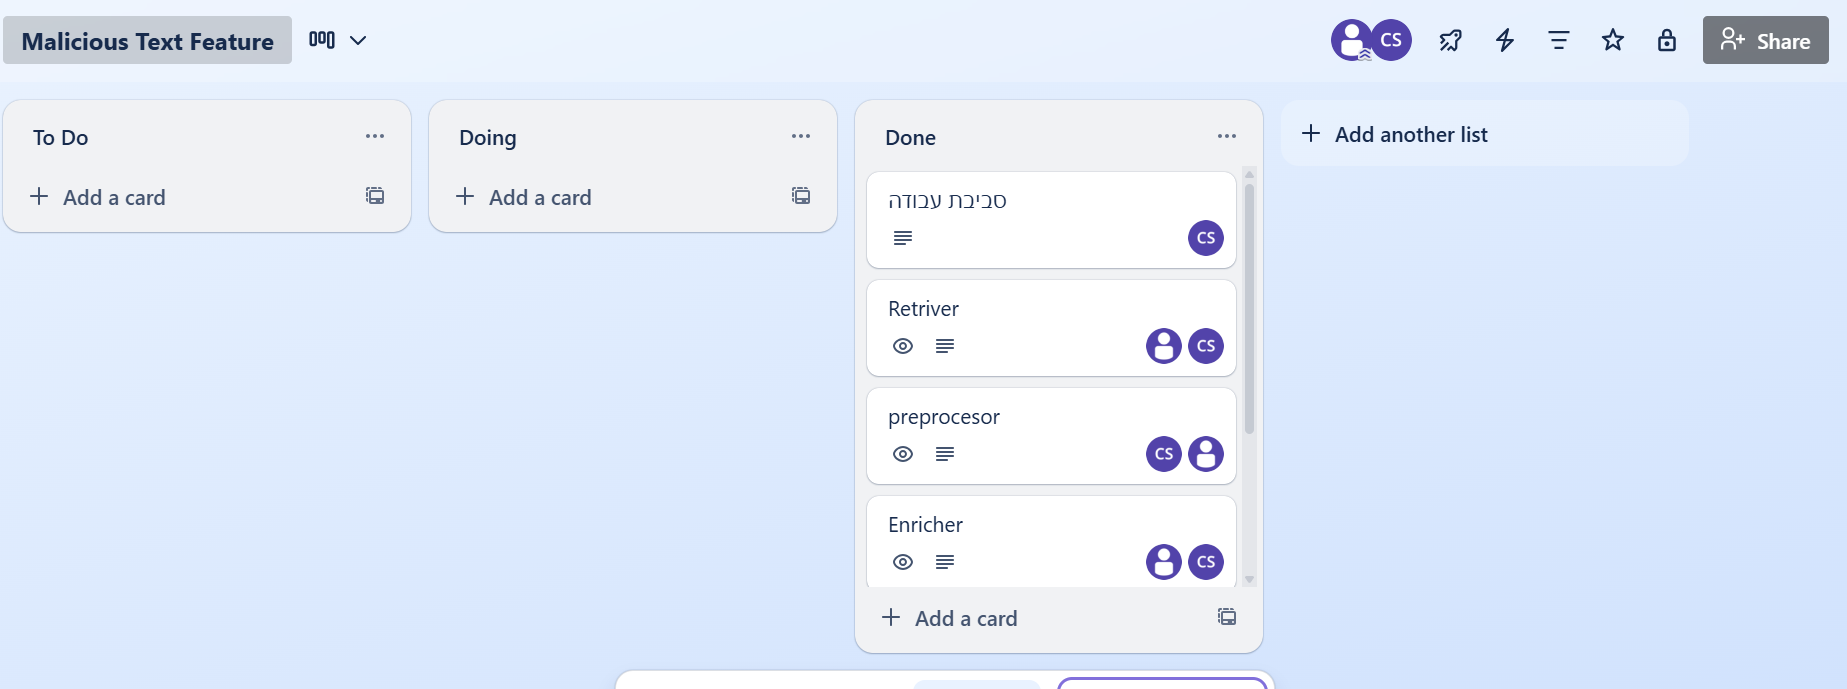 Malicious Text Feature
CS
Share
To Do
Add a card
Doing
Add a card
Done
סביבת עבודה
CS
Retriver
CS
preprocesor
CS
Enricher
CS
Add a card
Add another list